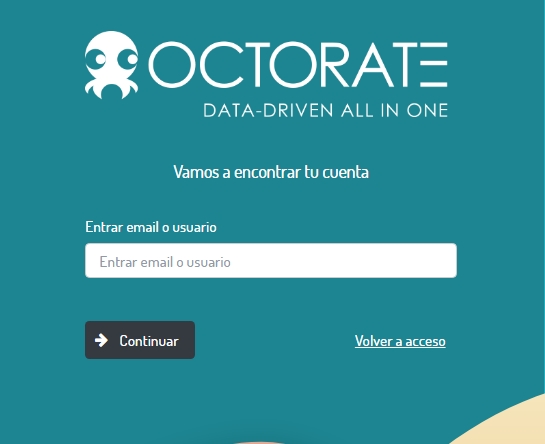 OCTORATE
DATA-DRIVEN ALL IN ONE
Vamos a encontrar tu cuenta
Entrar email o usuario
Entrar email o usuario
Continuar
Volver a acceso